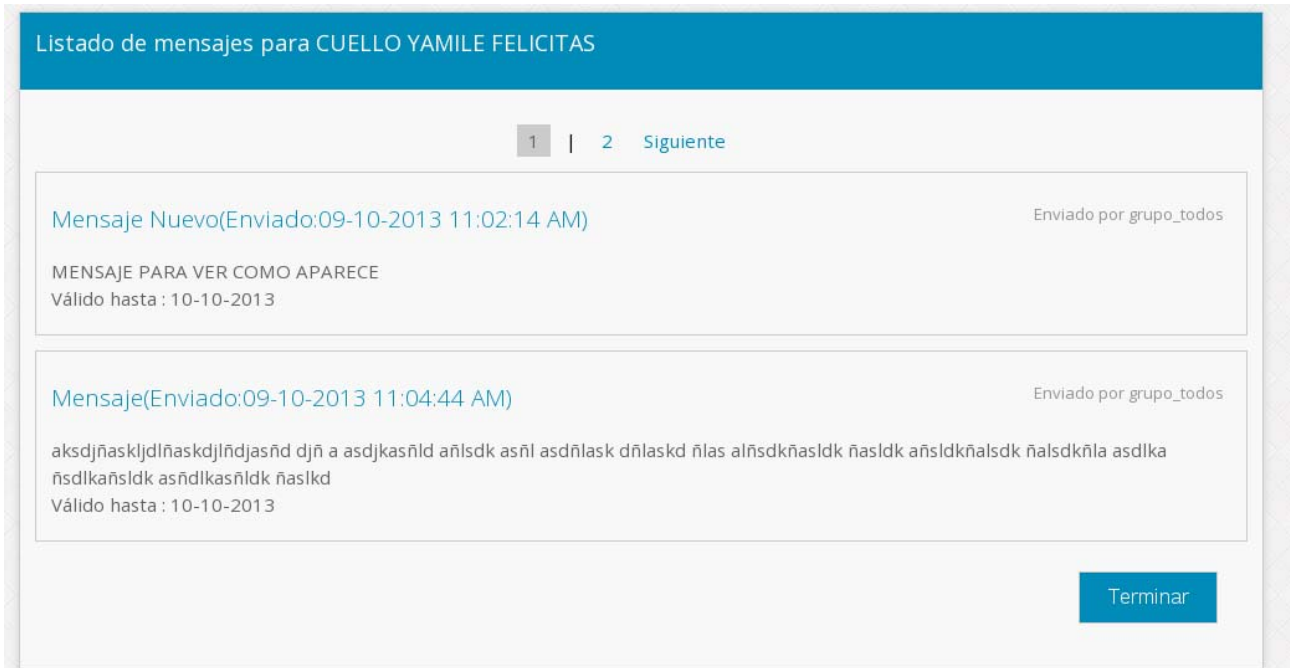 Listado de mensajes para CUELLO YAMILE FELICITAS
1 | 2 Siguiente
Mensaje Nuevo(Enviado:09-10-2013 11:02:14 AM)
Enviado por grupo_todos
MENSAJE PARA VER COMO APARECE
Válido hasta : 10-10-2013
Mensaje(Enviado:09-10-2013 11:04:44 AM)
Enviado por grupo_todos
aksdjñaskljdlñaskdjlñdjasñd djñ a asdjkasñld añlsdk asñl asdñlask dñlaskd ñlas alñsdkñasldk ñasldk añsldkñalsdk ñalsdkñla asdlka
ñsdlkañsldk asñdlkasñldk ñaslkd
Válido hasta : 10-10-2013
Terminar